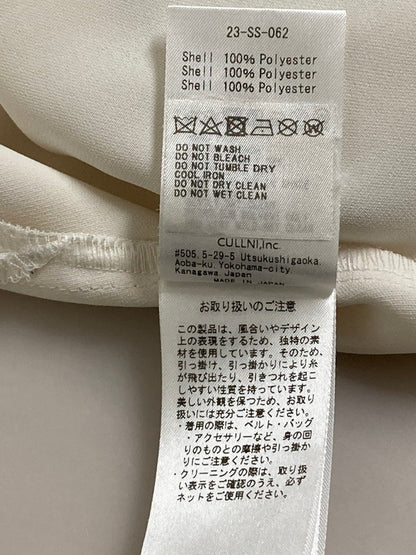 23-SS-062
Shell 100% Polyester
Shell 100% Polyester
Shell 100% Polyester
DO NOT WASH
DO NOT BLEACH
DO NOT TUMBLE DRY
COOL IRON
DO NOT DRY CLEAN
DO NOT WET CLEAN
CULLNI,Inc.
#505,5-29-5 Utsukushigaoka,
Aoba-ku,Yokohama-city,
Kanagawa,Japan
MADE IN JAPAN
お取り扱いのご注意
この製品は、風合いやデザイン
上の表現をするため、独特の素
材を使用しています。そのため、
引っ掛け、引っ掛かりにより糸
が飛び出たり、引きつれを起こ
しやすい性質を持っています。
美しい外観を保つため、お取り
扱いには充分ご注意ください。
・着用の際は、ベルト・バッグ
・アクセサリーなど、身の回
りのものとの摩擦や引っ掛か
りにご注意ください。
・クリーニングの際は、取り扱
い表示をご確認のうえ、必ず
ネットをご使用ください。